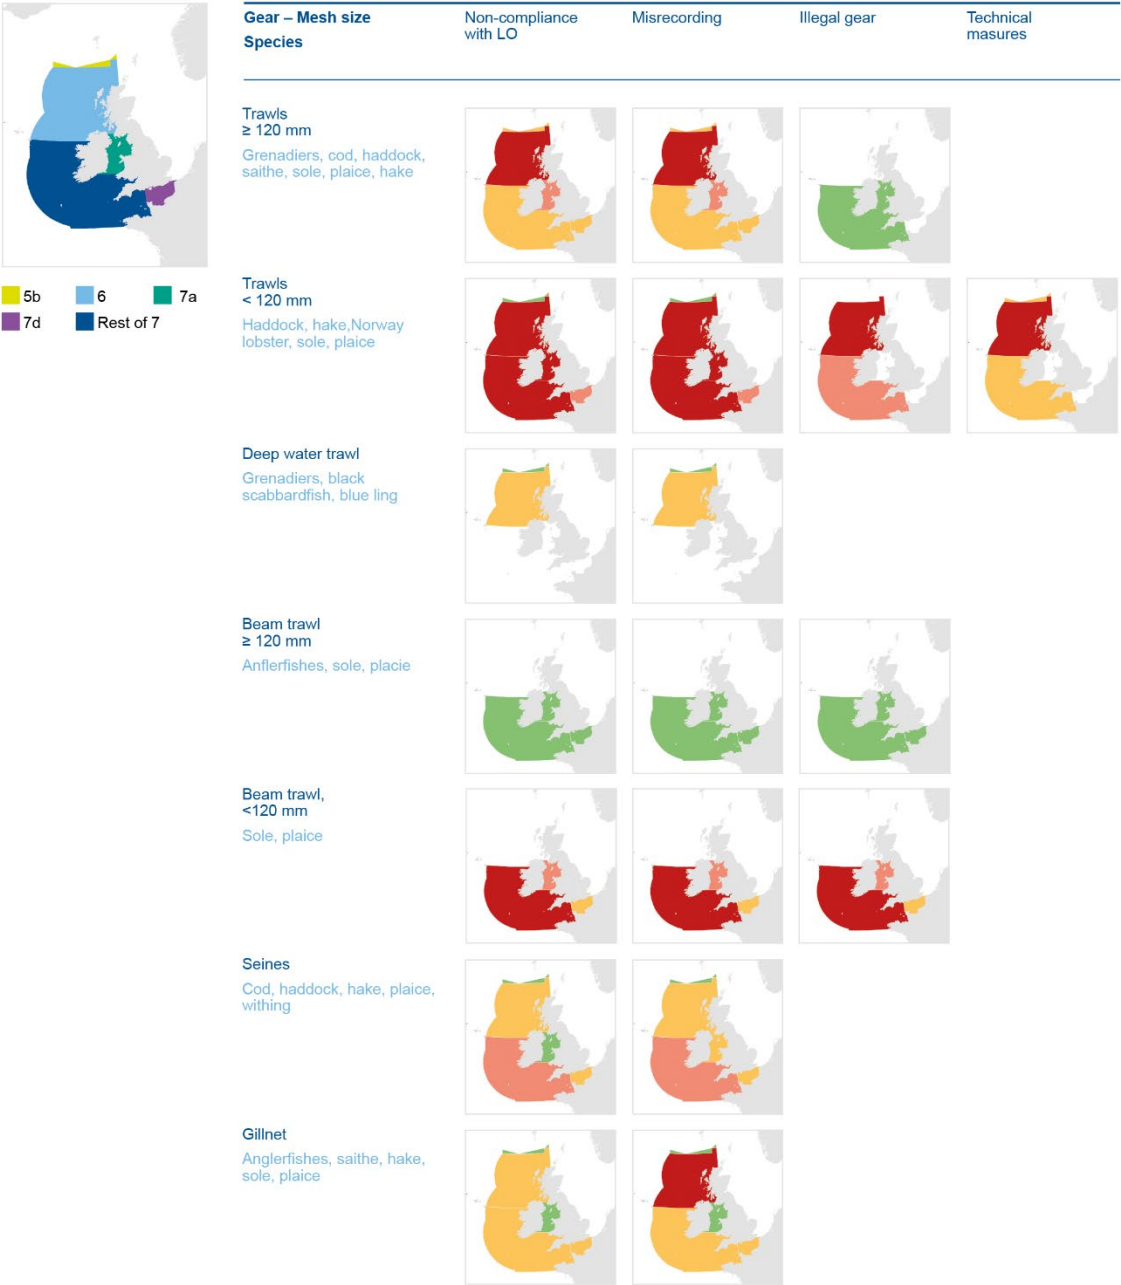 Gear – Mesh size
Species
Non-compliance
with LO
Misrecording
Illegal gear
Technical
masures
5b
6
7a
7d
Rest of 7
Trawls
≥ 120 mm
Grenadiers, cod, haddock,
saithe, sole, plaice, hake
Trawls
< 120 mm
Haddock, hake,Norway
lobster, sole, plaice
Deep water trawl
Grenadiers, black
scabbardfish, blue ling
Beam trawl
≥ 120 mm
Anflerfishes, sole, placie
Beam trawl,
<120 mm
Sole, plaice
Seines
Cod, haddock, hake, plaice,
withing
Gillnet
Anglerfishes, saithe, hake,
sole, plaice